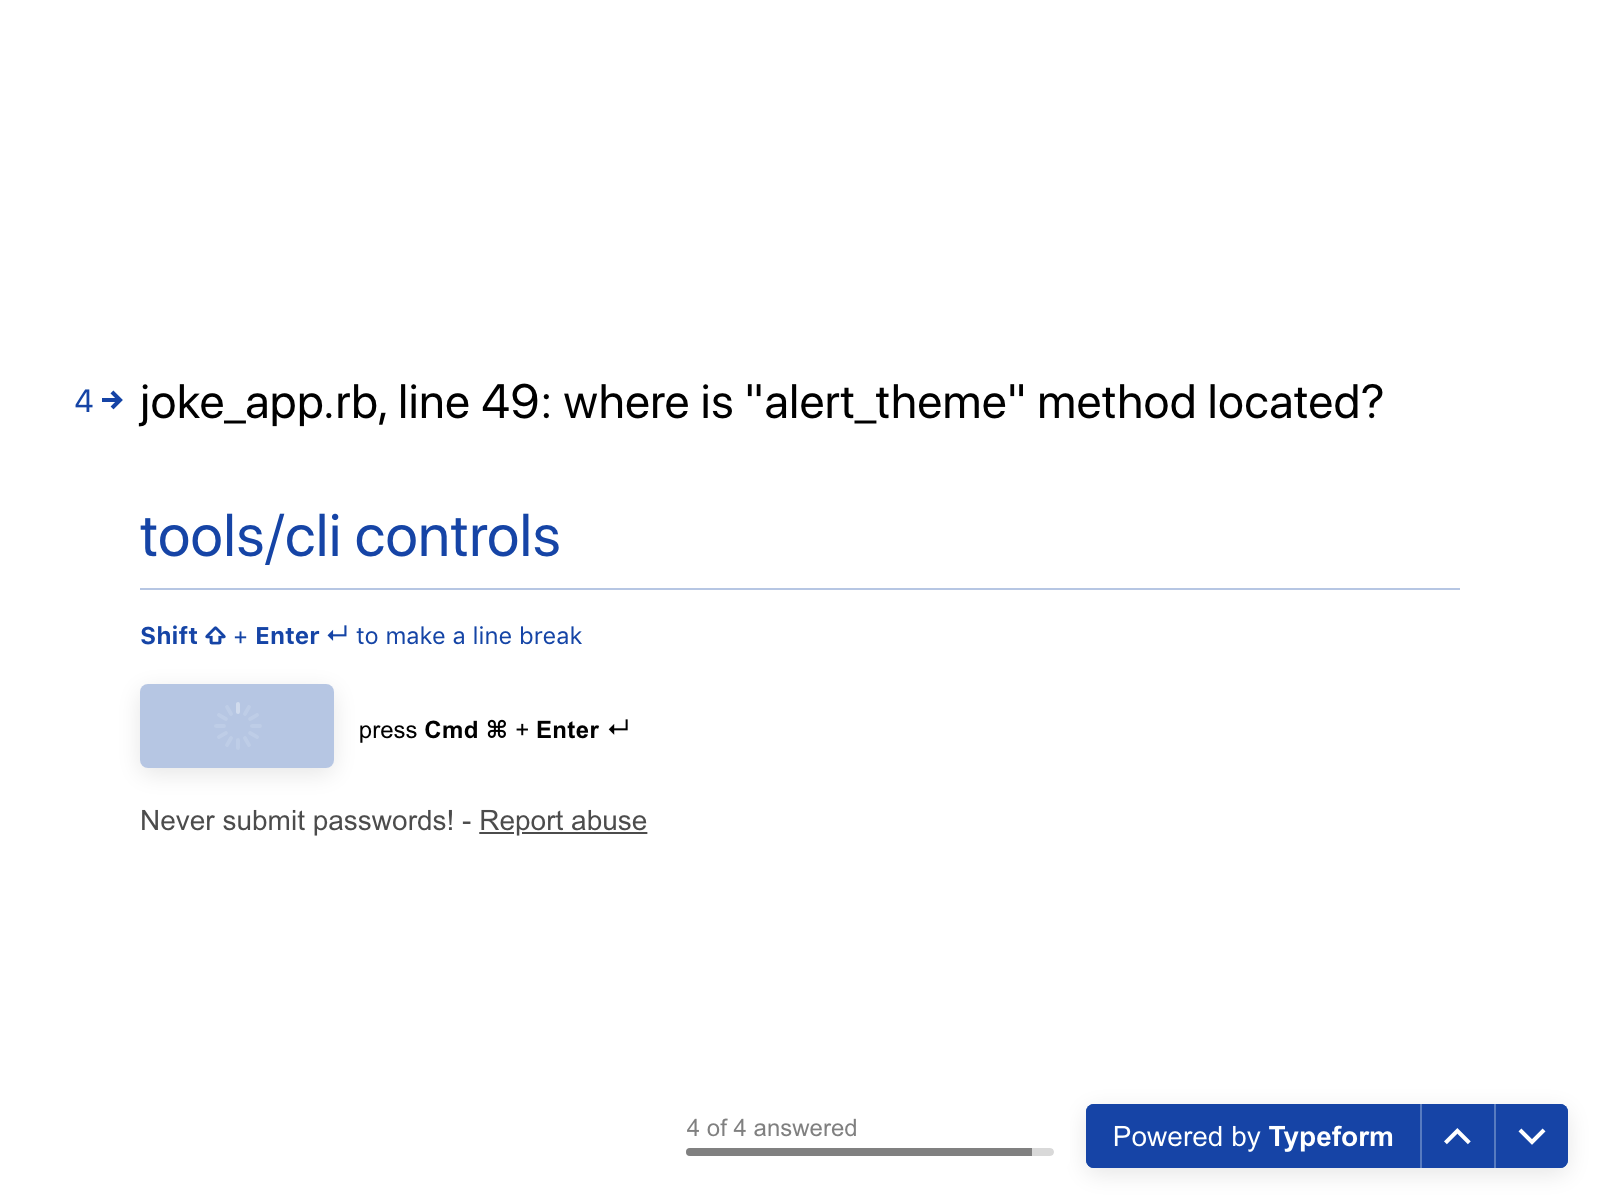 4 joke_app.rb, line 49: where is "alert_theme" method located?
tools/cli controls
Shift + Enter to make a line break
press Cmd ⌘ + Enter
Never submit passwords! - Report abuse
4 of 4 answered
Powered by Typeform